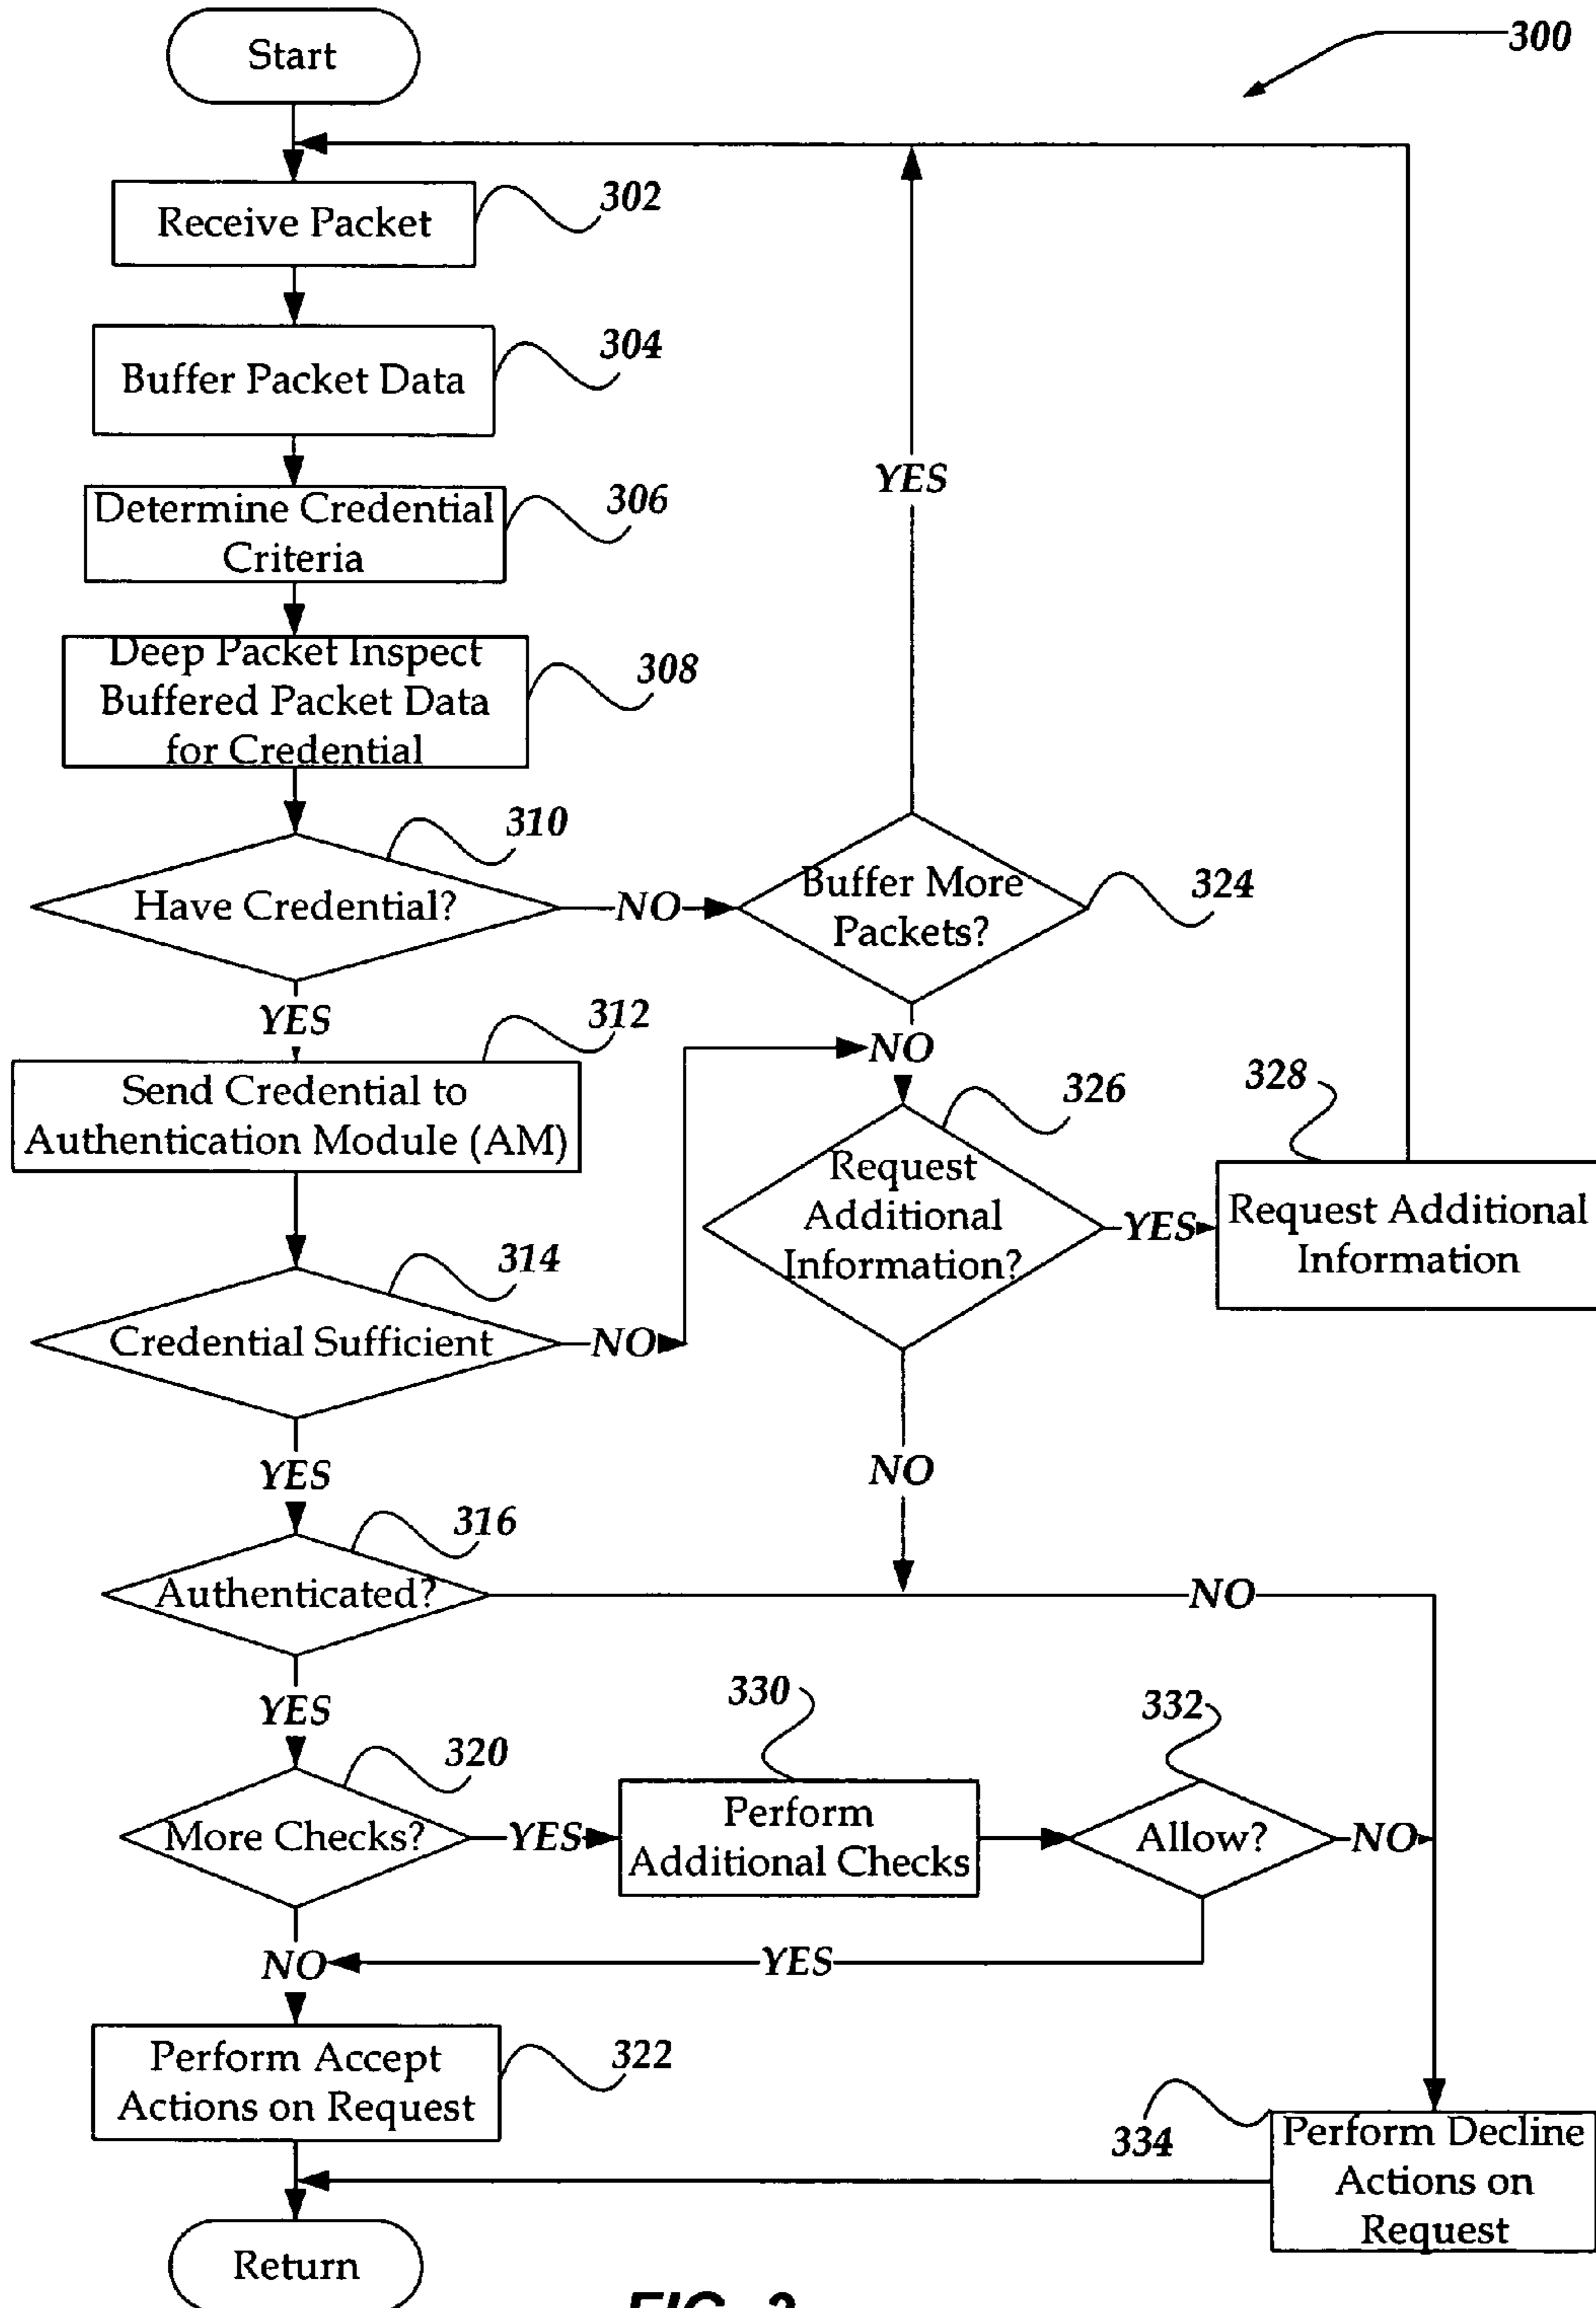 Start
300
Receive Packet
302
Buffer Packet Data
304
YES
Determine Credential
Criteria
306
Deep Packet Inspect
Buffered Packet Data
for Credential
308
Have Credential?
310
NO
Buffer More
Packets?
324
YES
NO
Send Credential to
Authentication Module (AM)
312
Request
Additional
Information?
326
YES
Request Additional
Information
328
Credential Sufficient
314
NO
YES
NO
Authenticated?
316
NO
YES
More Checks?
320
YES
Perform
Additional Checks
330
Allow?
332
NO
NO
YES
Perform Accept
Actions on Request
322
Perform Decline
Actions on
Request
334
Return